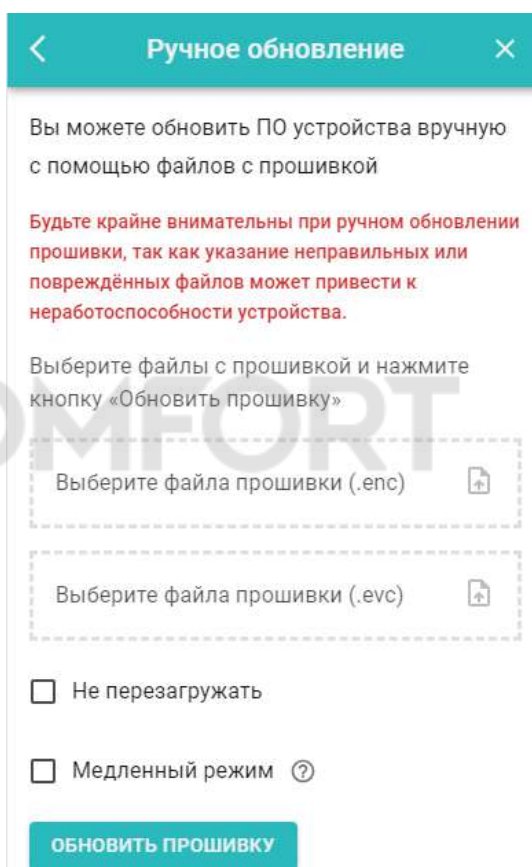 Ручное обновление
Вы можете обновить ПО устройства вручную
с помощью файлов с прошивкой
Будьте крайне внимательны при ручном обновлении
прошивки, так как указание неправильных или
повреждённых файлов может привести к
неработоспособности устройства.
Выберите файлы с прошивкой и нажмите
кнопку «Обновить прошивку»
OMFORT
Выберите файла прошивки (.enc)
Выберите файла прошивки (.evc)
Не перезагружать
Медленный режим ?
ОБНОВИТЬ ПРОШИВКУ